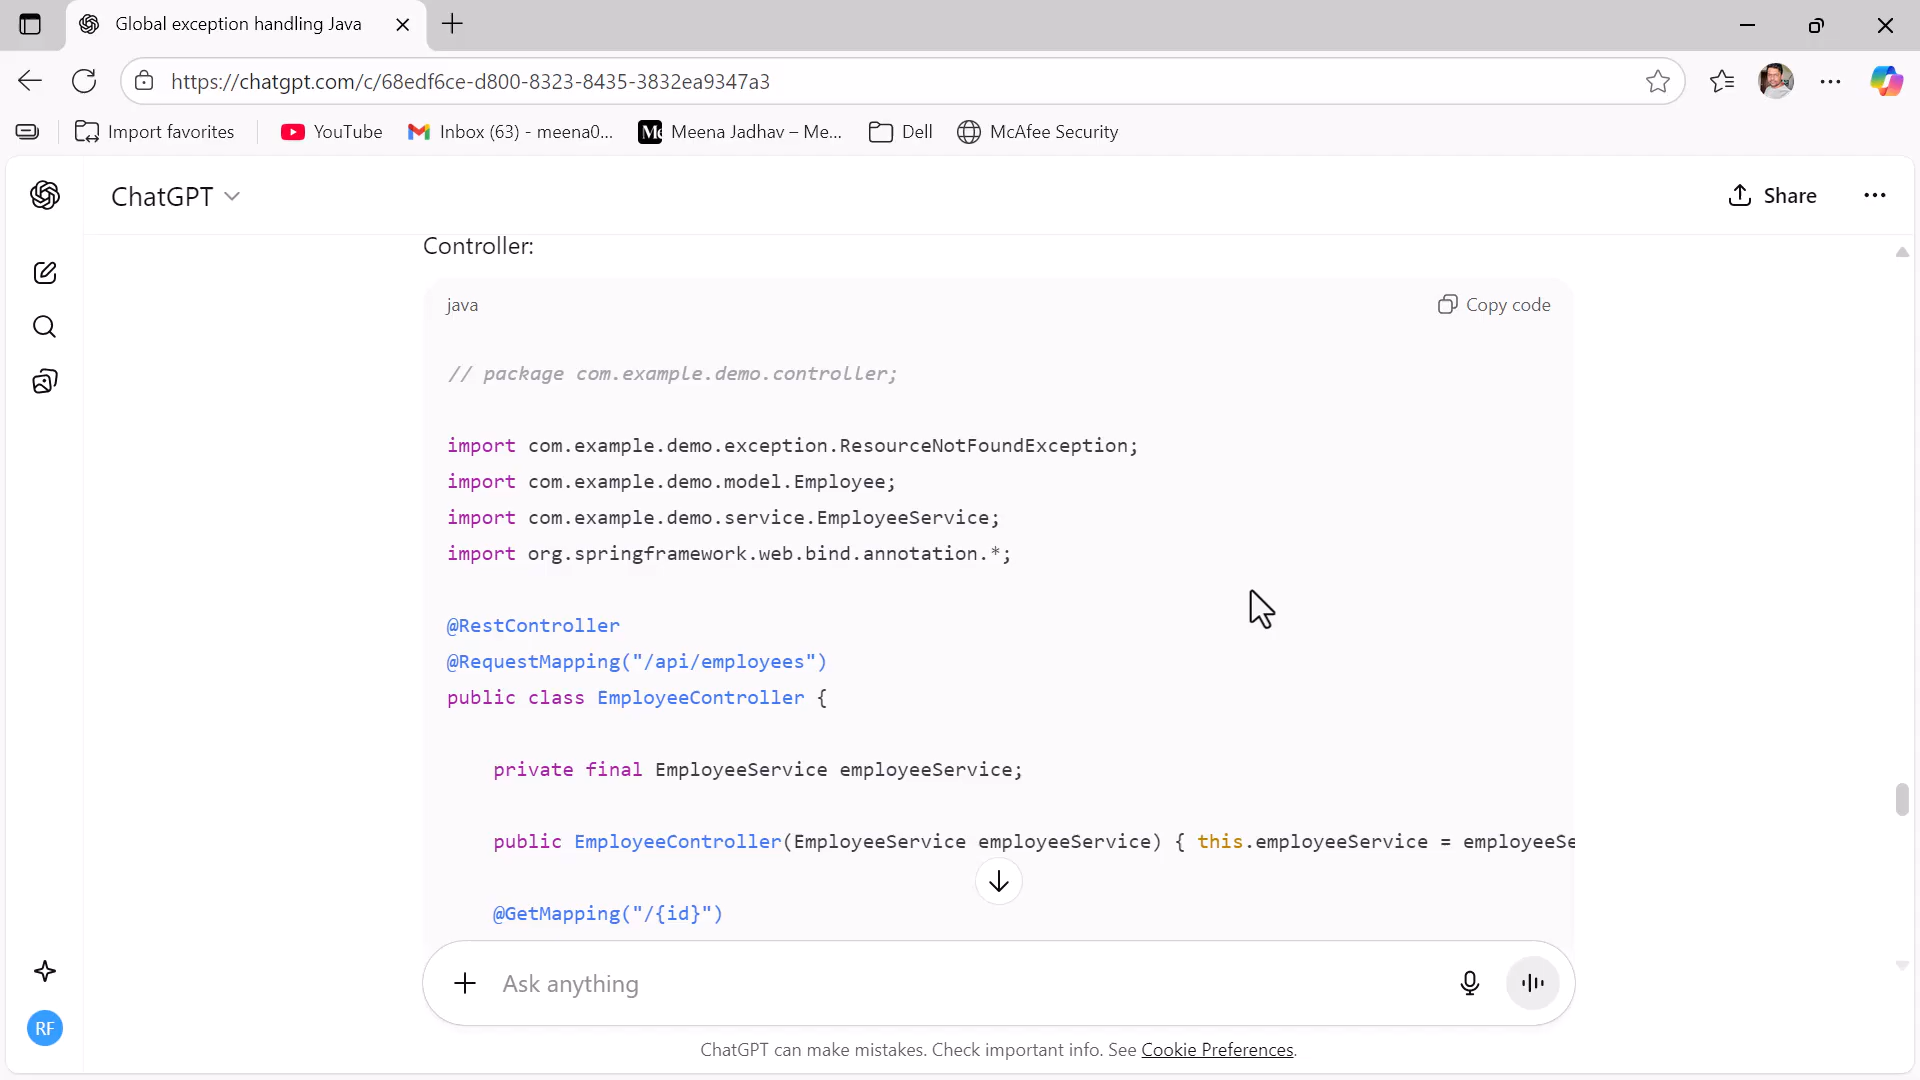 Global exception handling Java
https://chatgpt.com/c/68edf6ce-d800-8323-8435-3832ea9347a3
Import favorites
YouTube
Inbox (63) - meena0...
Me
Meena Jadhav – Me...
Dell
McAfee Security
ChatGPT
Share
Controller:
java
Copy code
// package com.example.demo.controller;
import com.example.demo.exception.ResourceNotFoundException;
import com.example.demo.model.Employee;
import com.example.demo.service.EmployeeService;
import org.springframework.web.bind.annotation.*;
@RestController
@RequestMapping("/api/employees")
public class EmployeeController {
private final EmployeeService employeeService;
public EmployeeController(EmployeeService employeeService) { this.employeeService = employeeSe
@GetMapping("/{id}")
Ask anything
RF
ChatGPT can make mistakes. Check important info. See Cookie Preferences.